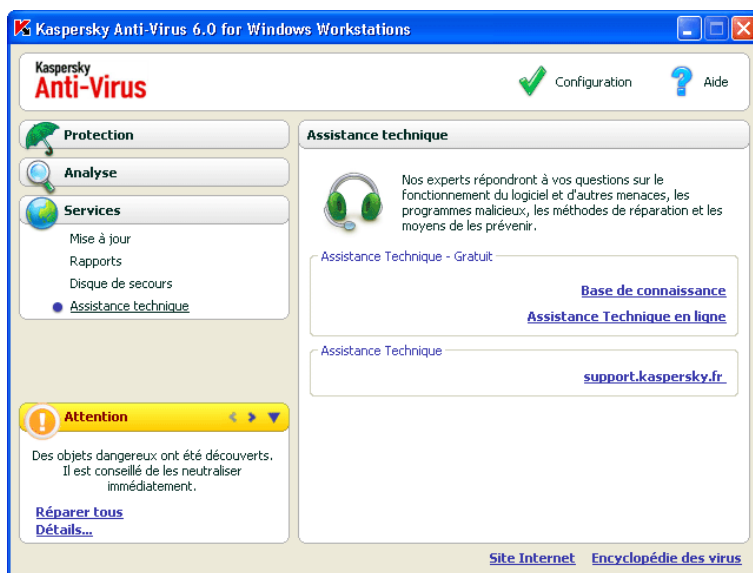 Kaspersky Anti-Virus 6.0 for Windows Workstations
Kaspersky
Anti-Virus
Configuration
Aide
Protection
Analyse
Services
Mise à jour
Rapports
Disque de secours
Assistance technique
Attention
Des objets dangereux ont été découverts.
Il est conseillé de les neutraliser
immédiatement.
Réparer tous
Détails...
Assistance technique
Nos experts répondront à vos questions sur le
fonctionnement du logiciel et d'autres menaces, les
programmes malicieux, les méthodes de réparation et les
moyens de les prévenir.
Assistance Technique - Gratuit
Base de connaissance
Assistance Technique en ligne
Assistance Technique
support.kaspersky.fr
Site Internet
Encyclopédie des virus